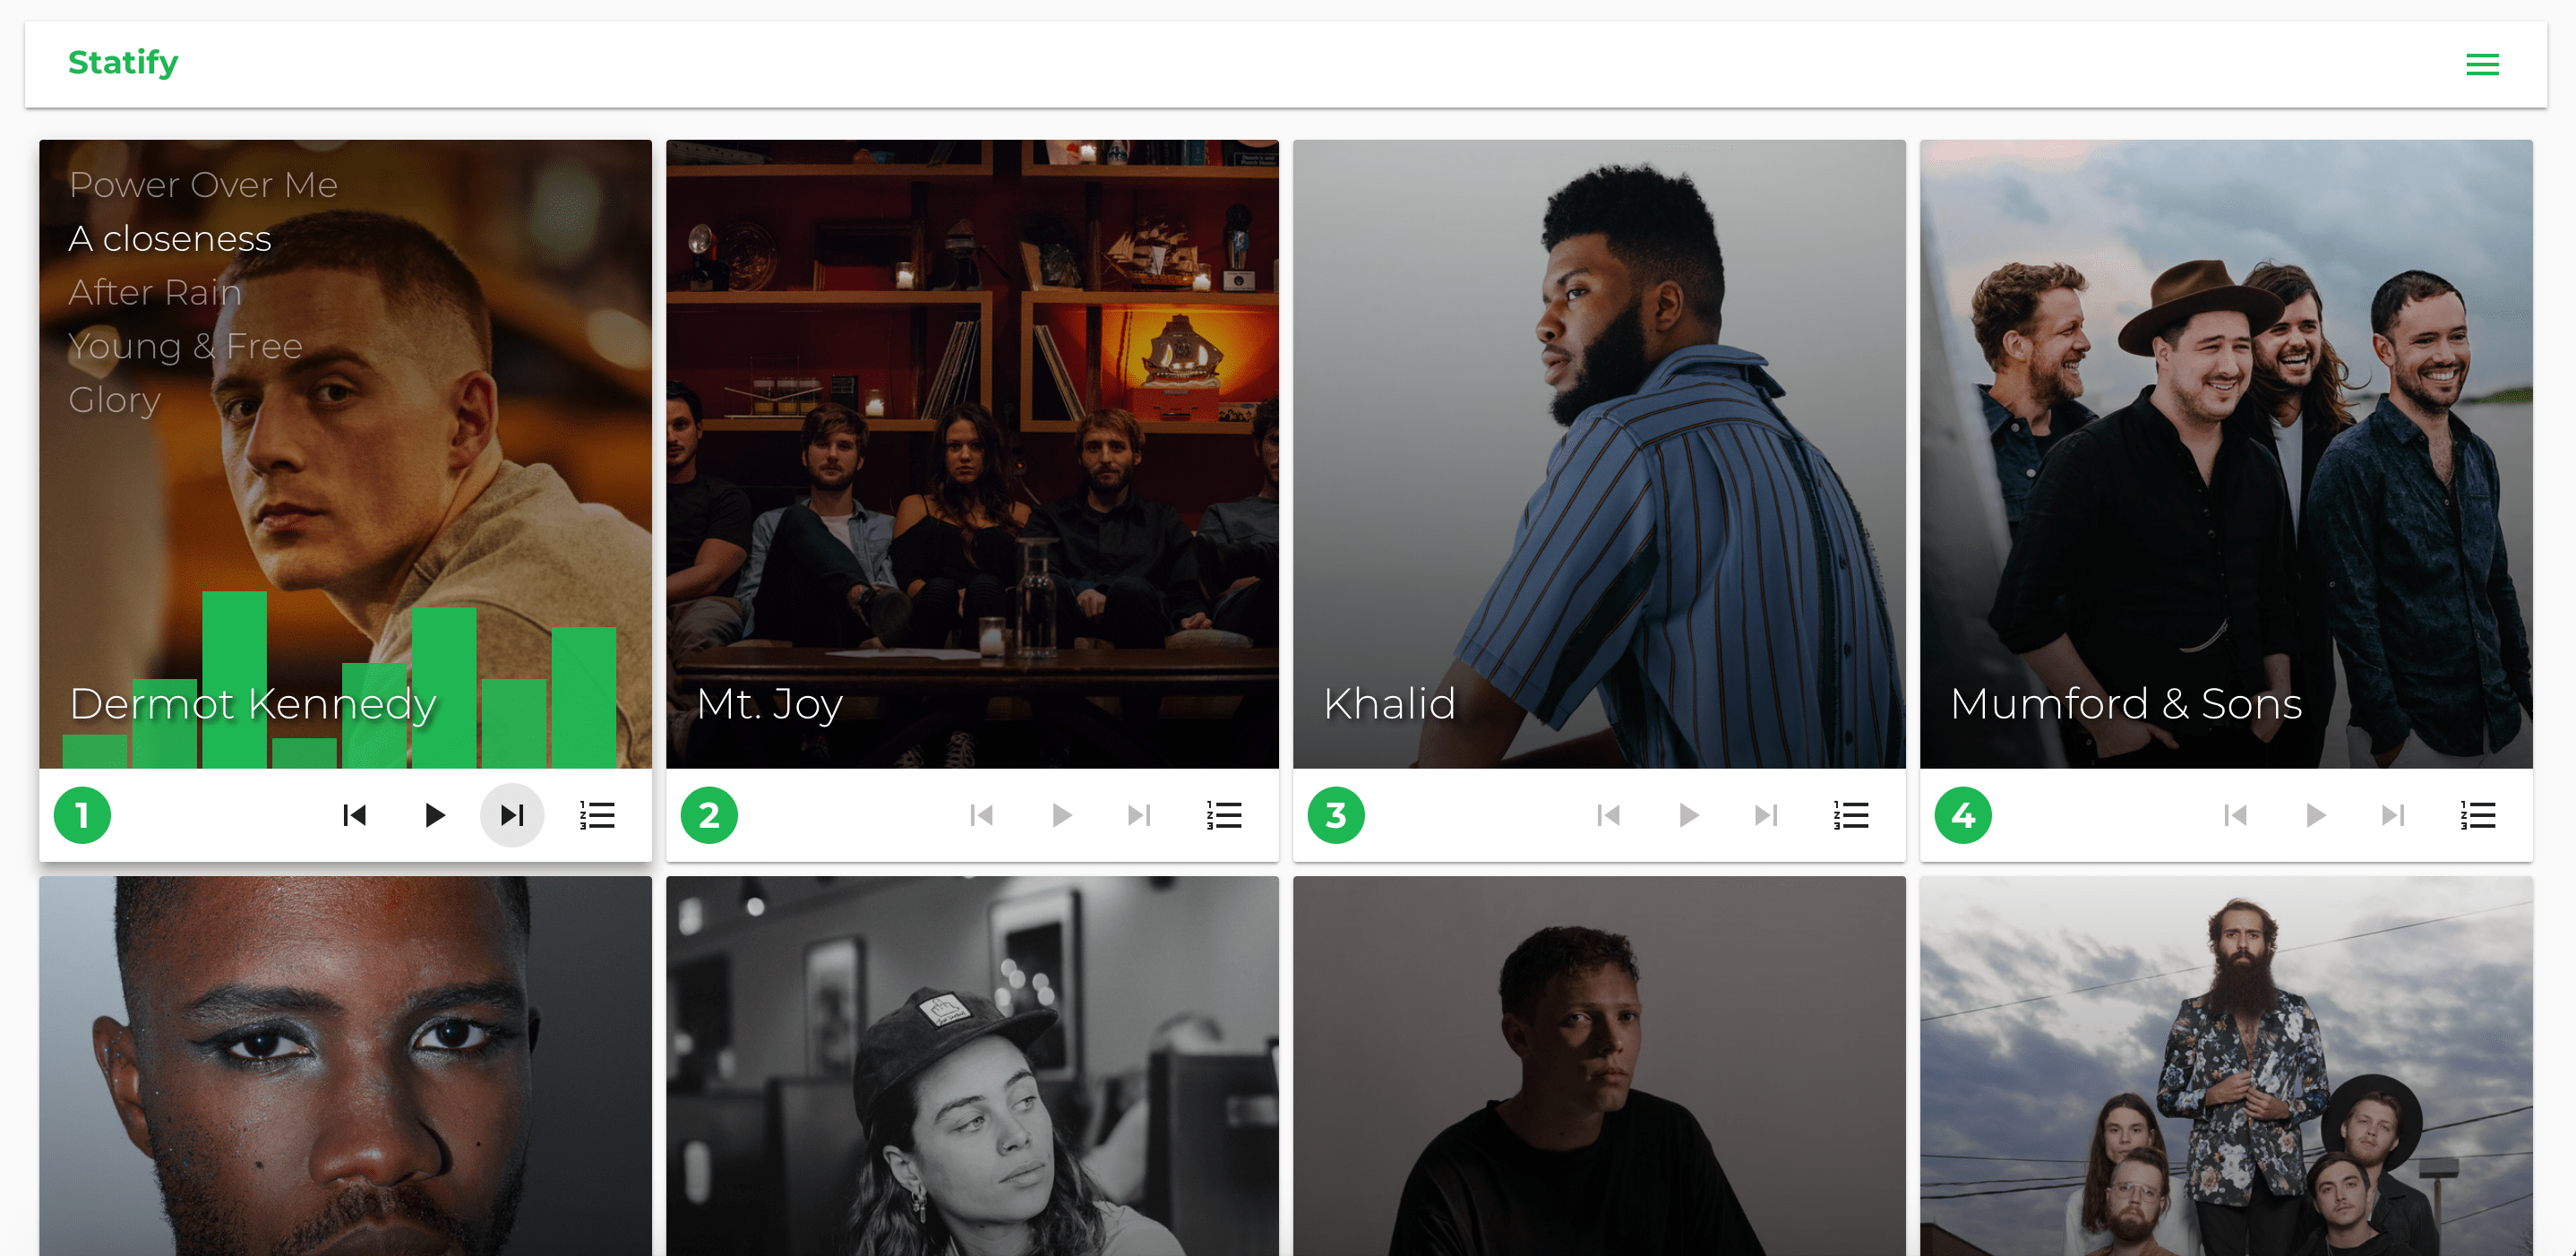 Statify
Power Over Me
A closeness
After Rain
Young & Free
Glory
Dermot Kennedy
Mt. Joy
Khalid
Mumford & Sons
1
2
3
4